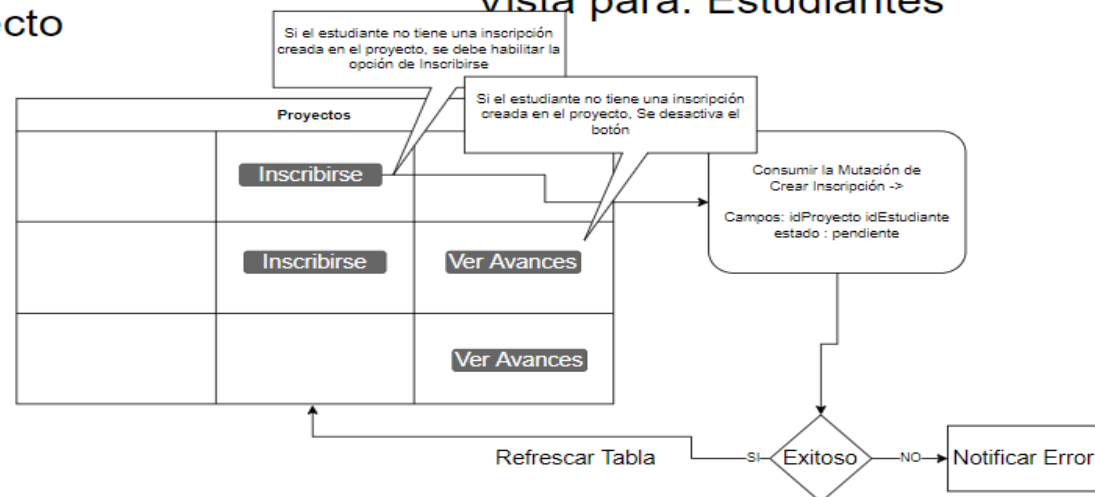 Vista para: Estudiantes
Si el estudiante no tiene una inscripción
creada en el proyecto, se debe habilitar la
opción de Inscribirse
Si el estudiante no tiene una inscripción
creada en el proyecto, Se desactiva el
botón
Proyectos
Inscribirse
Consumir la Mutación de
Crear Inscripción ->
Campos: idProyecto idEstudiante
estado : pendiente
Inscribirse
Ver Avances
Ver Avances
Refrescar Tabla
SI
Exitoso
NO
Notificar Error